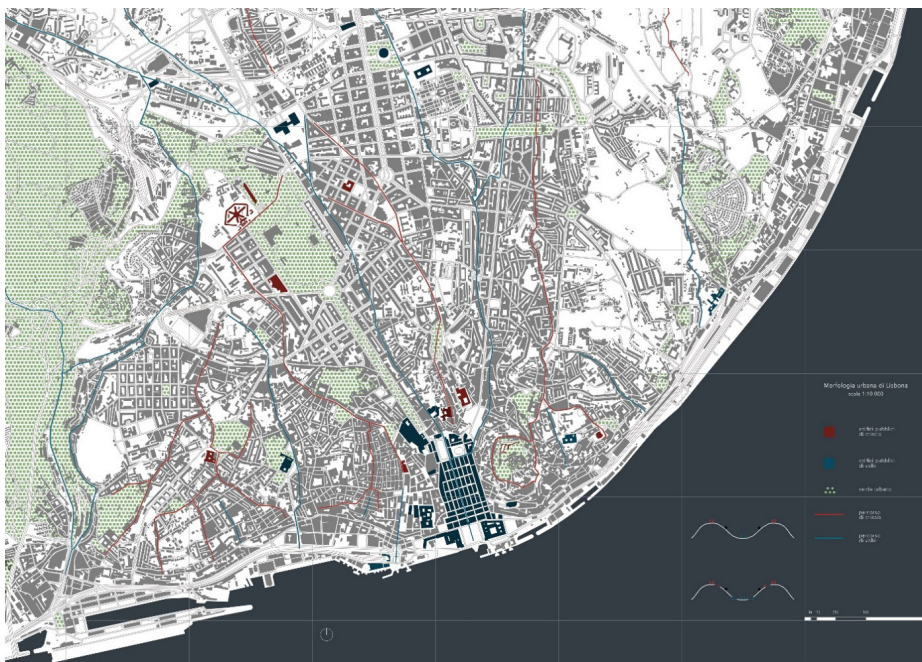 Morfologia urbana di Lisbona
scala 1:10 000
edifici pubblici
di crinale
edifici pubblici
di valle
verde urbano
percorso
di crinale
percorso
di valle